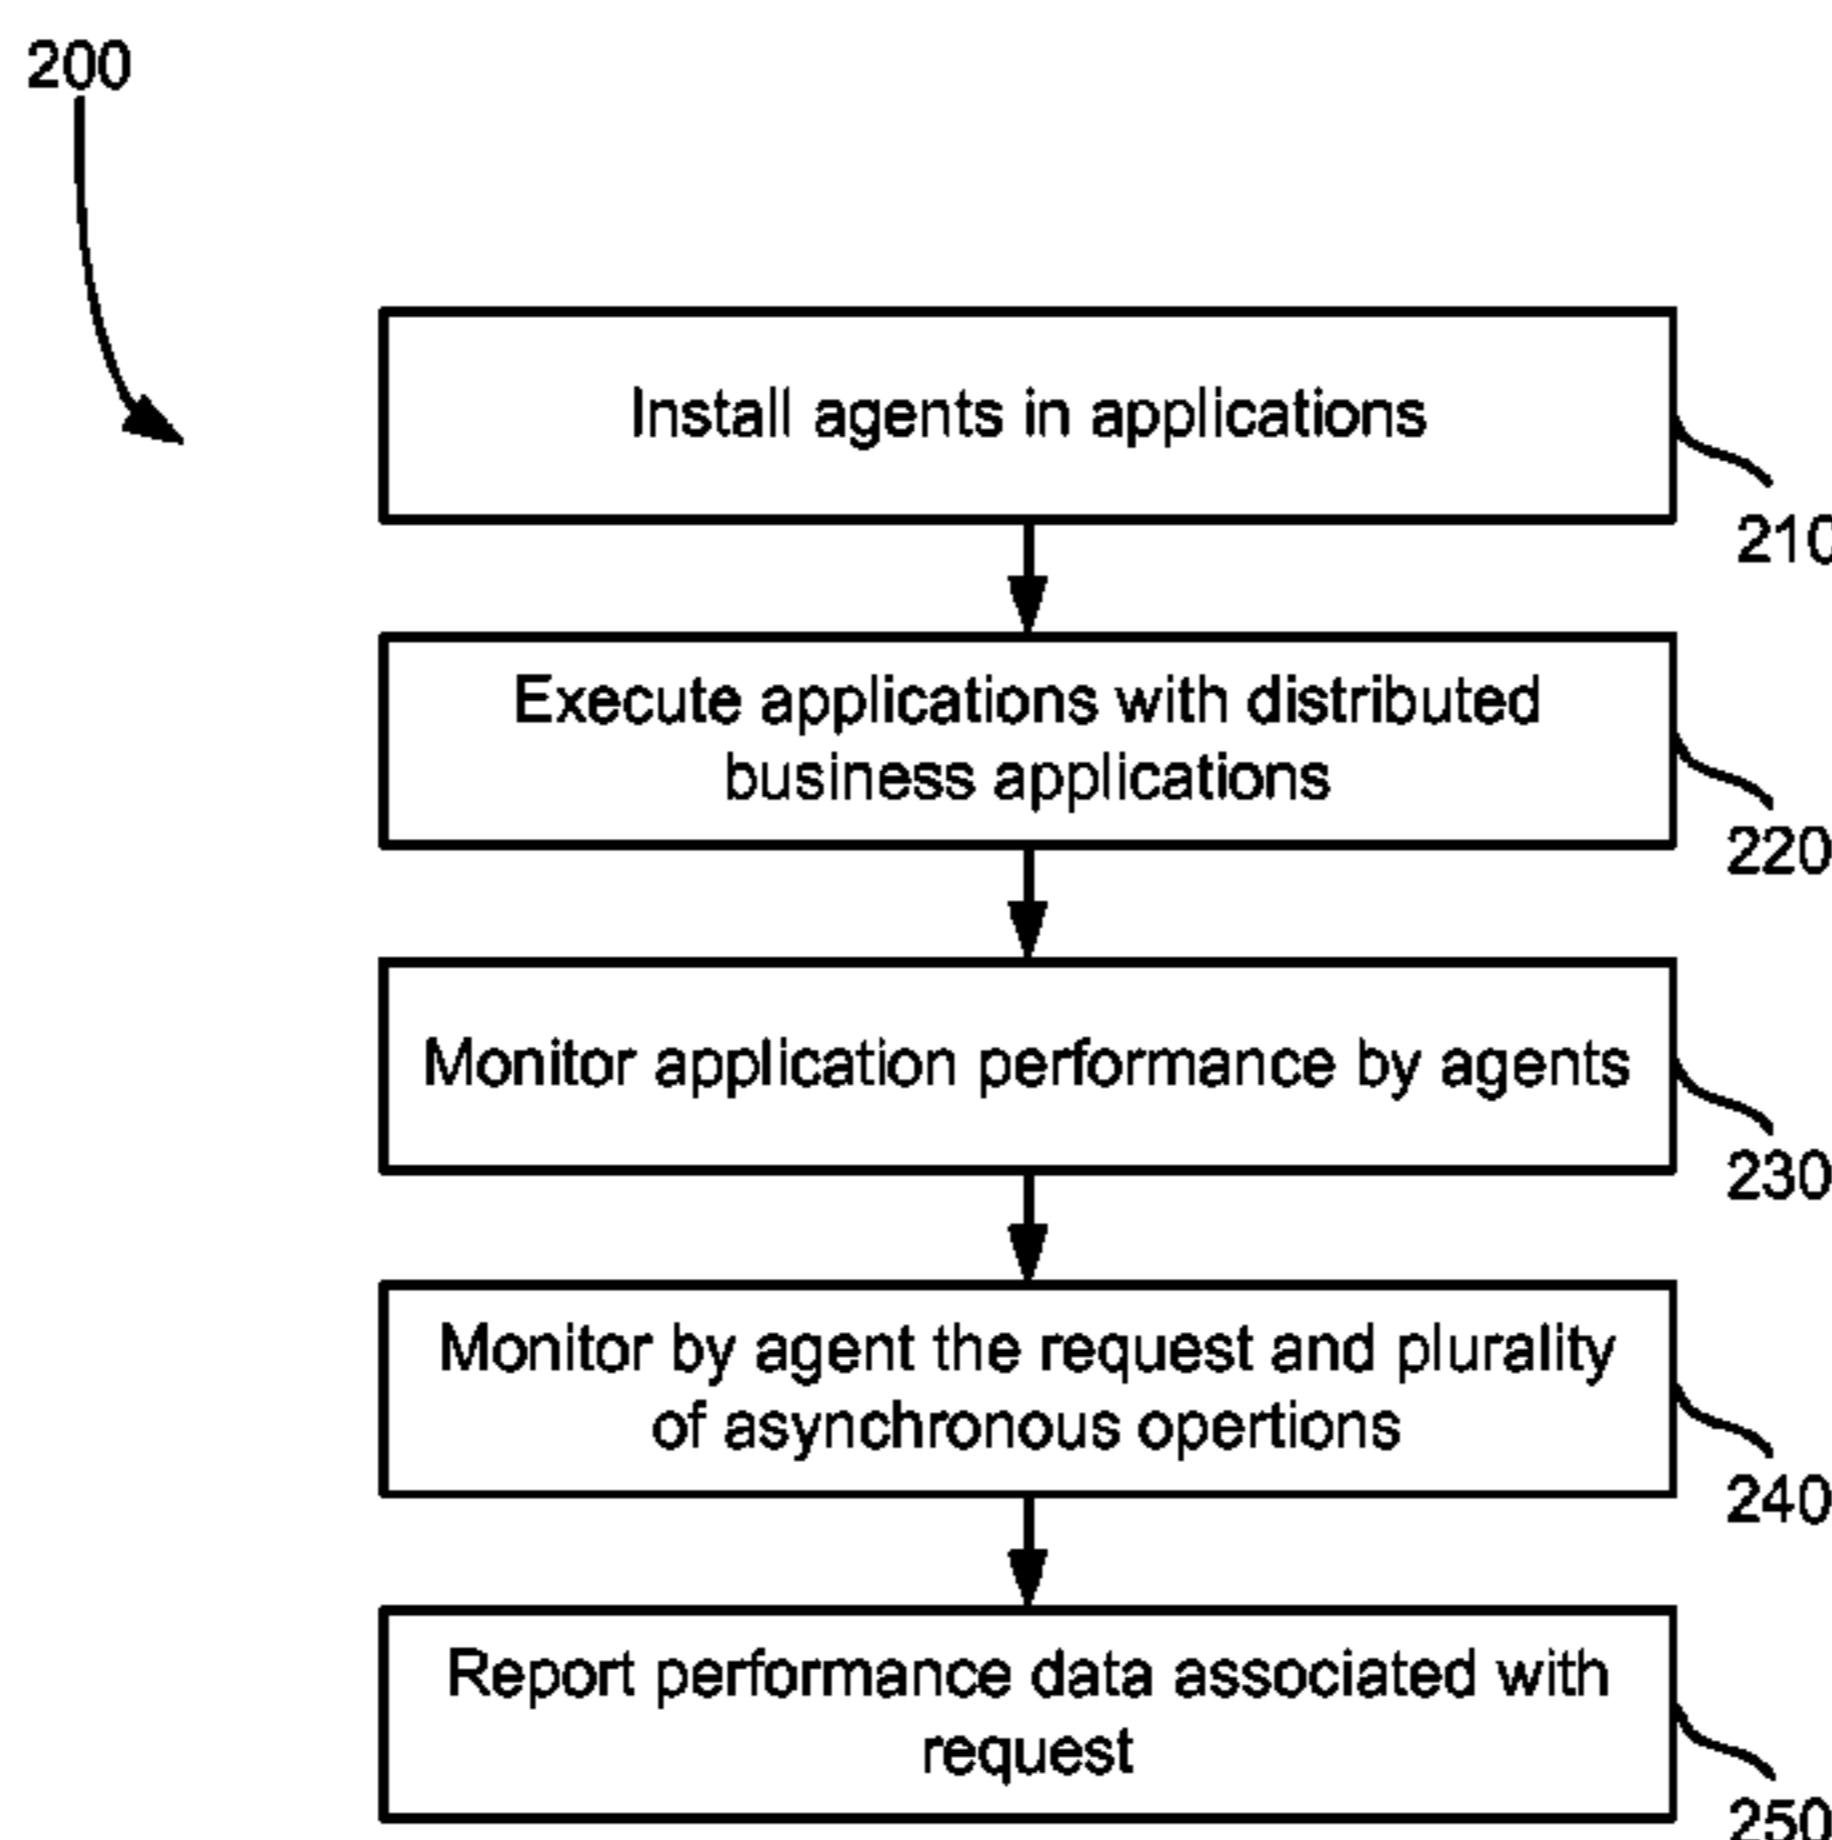 200
Install agents in applications
210
Execute applications with distributed
business applications
220
Monitor application performance by agents
230
Monitor by agent the request and plurality
of asynchronous opertions
240
Report performance data associated with
request
250